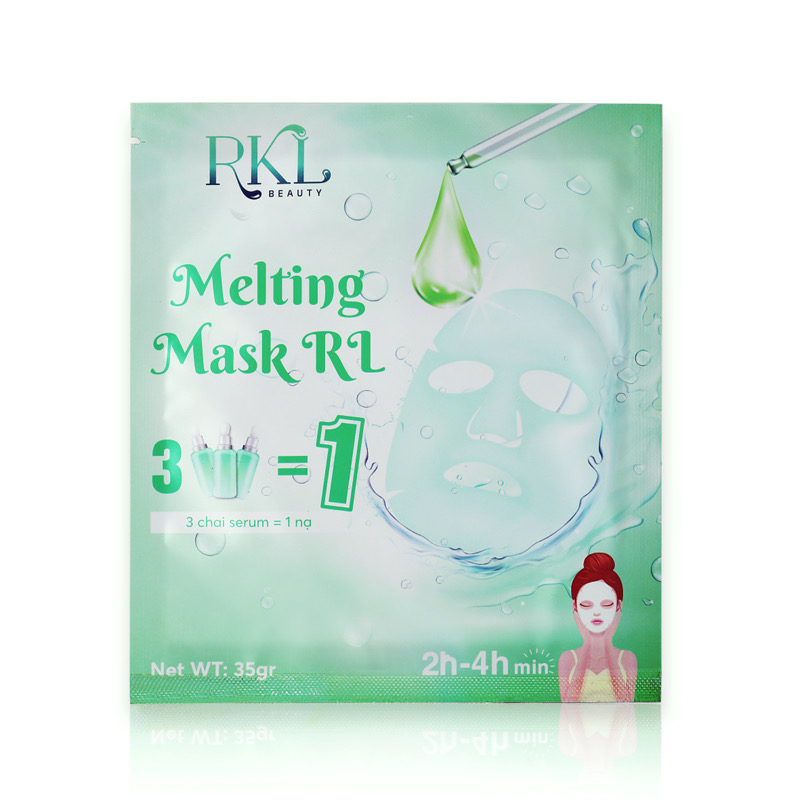 RKL
BEAUTY
Melting
Mask RL
3 = 1
3 chai serum = 1 nạ
Net WT: 35gr
2h-4h min